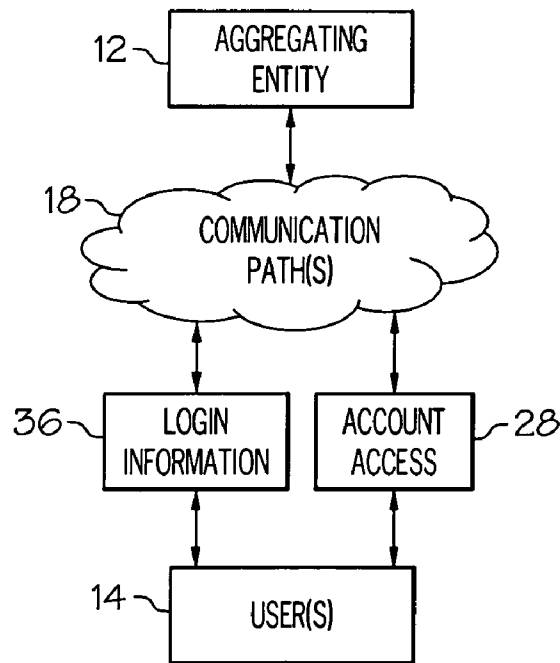 12
AGGREGATING
ENTITY
18
COMMUNICATION
PATH(S)
36
LOGIN
INFORMATION
ACCOUNT
ACCESS
28
14
USER(S)